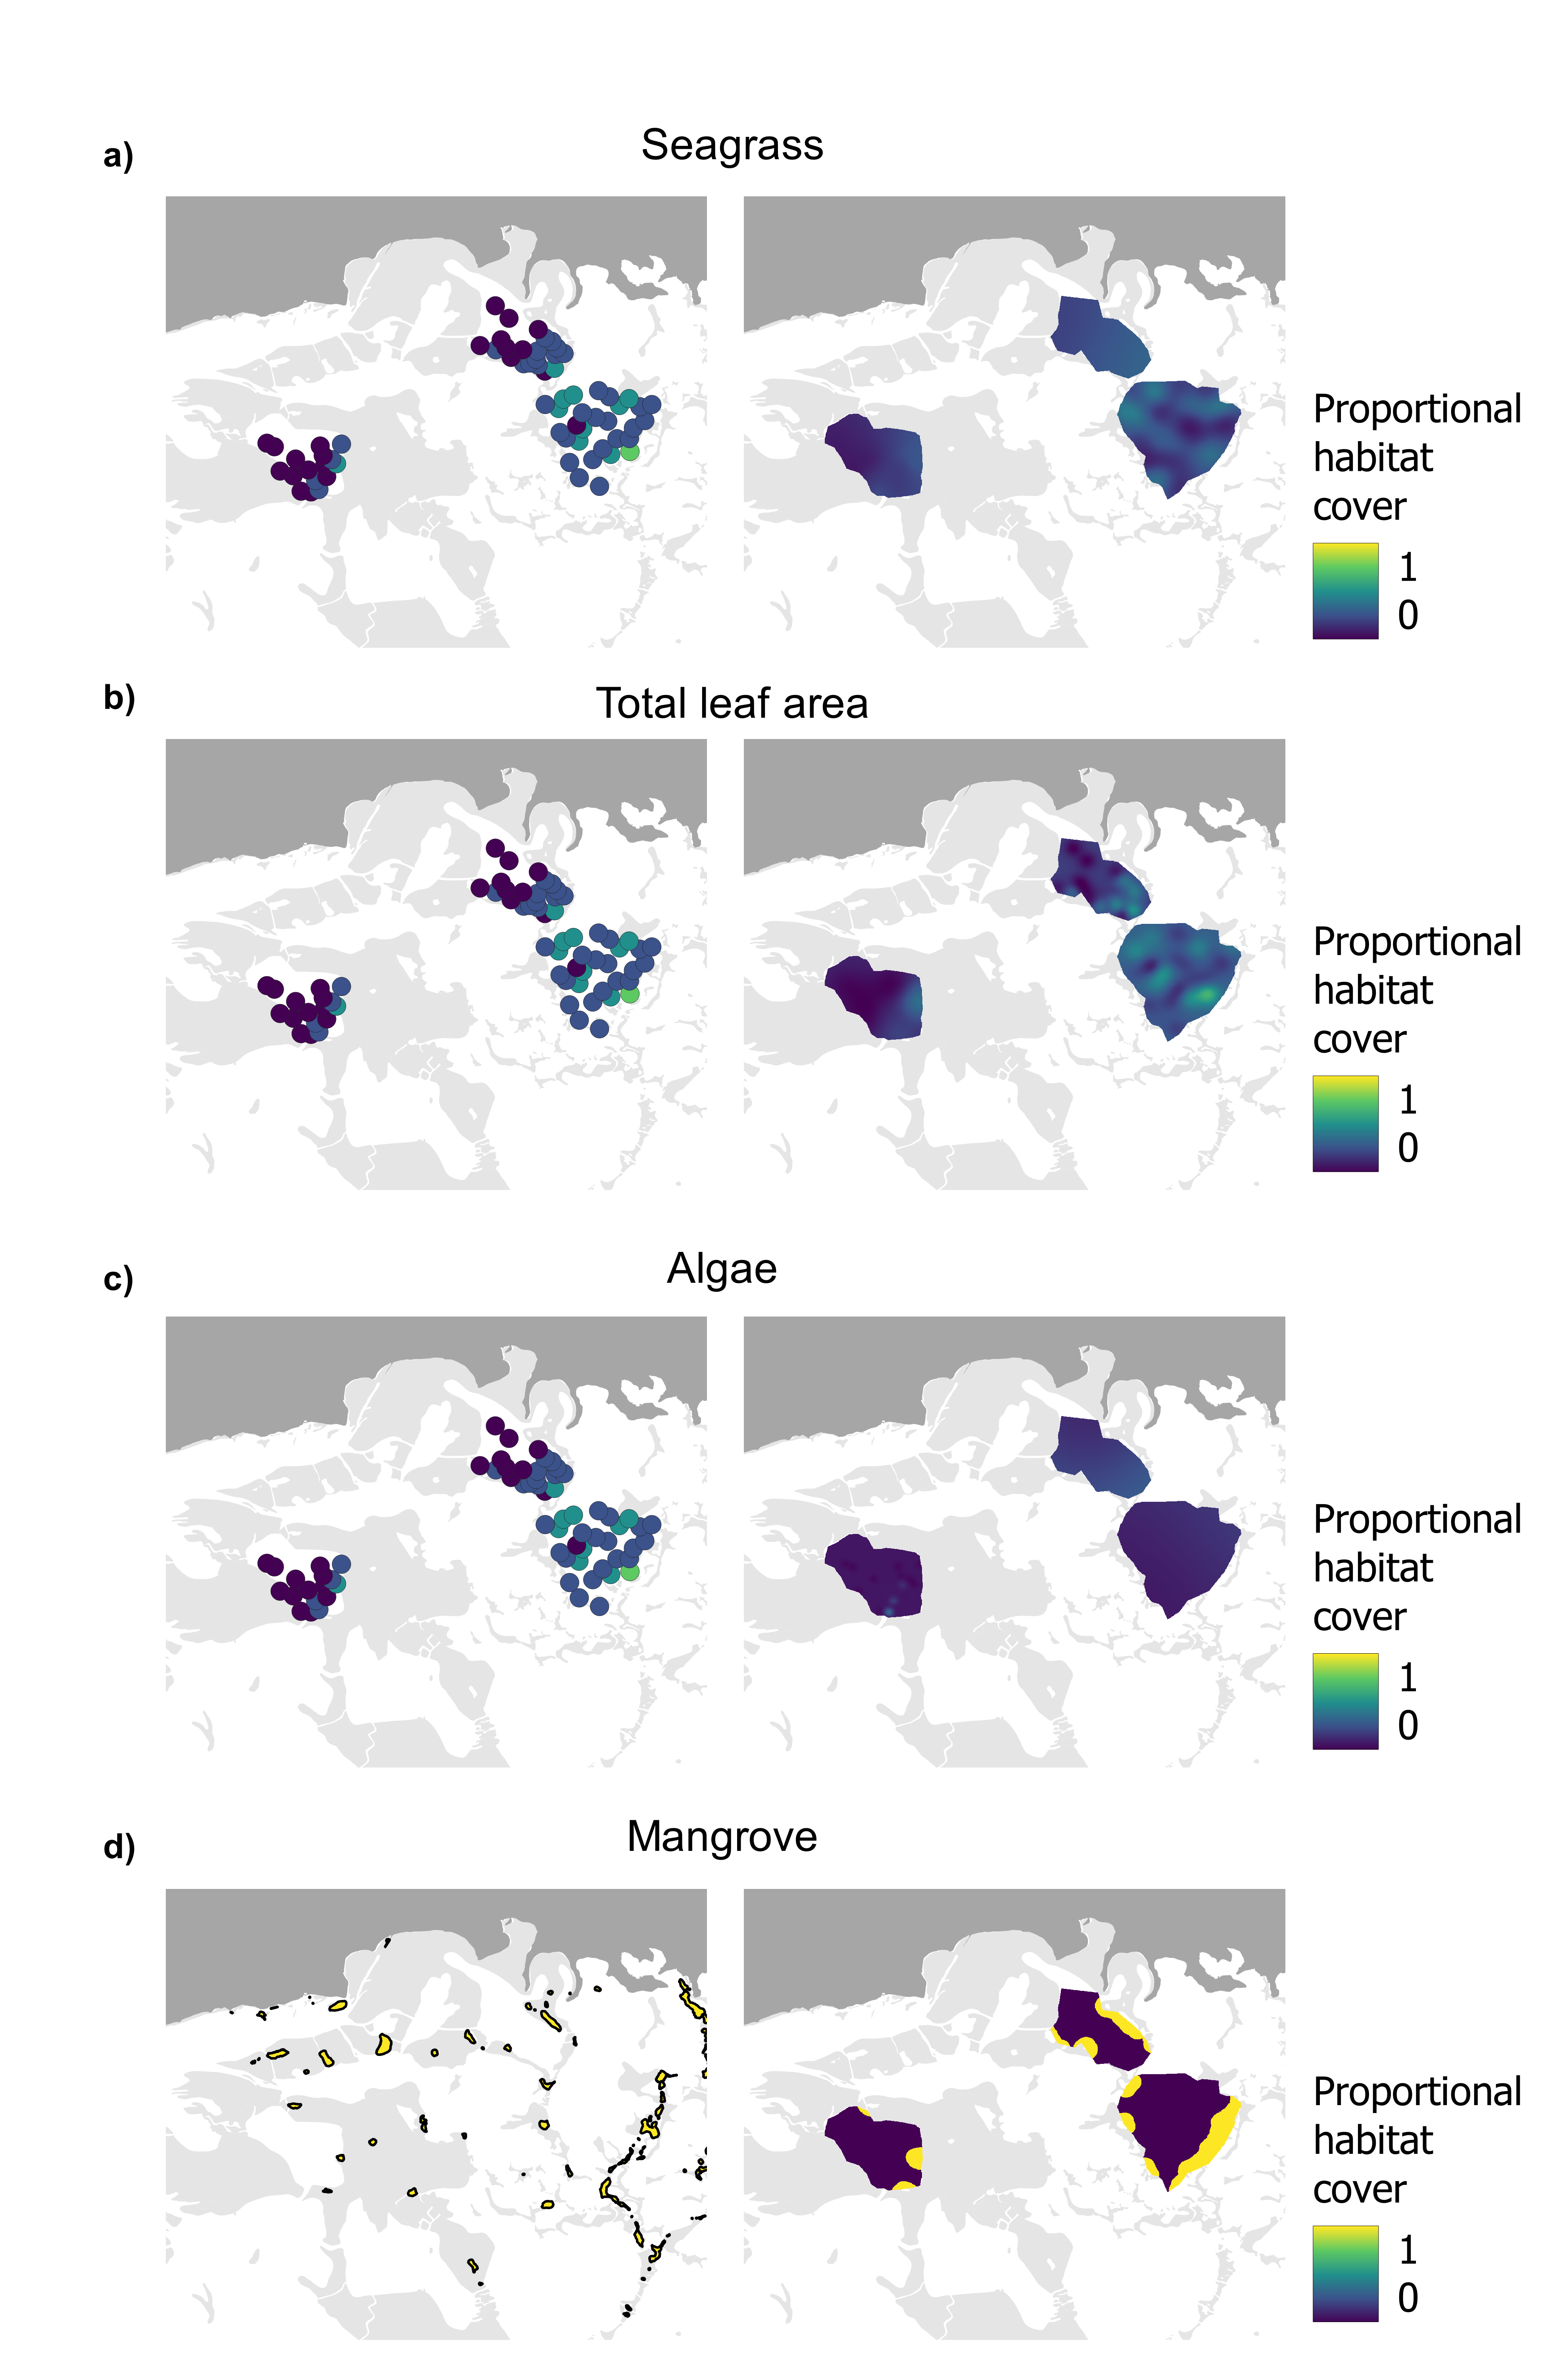 a)
Seagrass
Proportional
habitat
cover
1
0
b)
Total leaf area
Proportional
habitat
cover
1
0
c)
Algae
Proportional
habitat
cover
1
0
d)
Mangrove
Proportional
habitat
cover
1
0